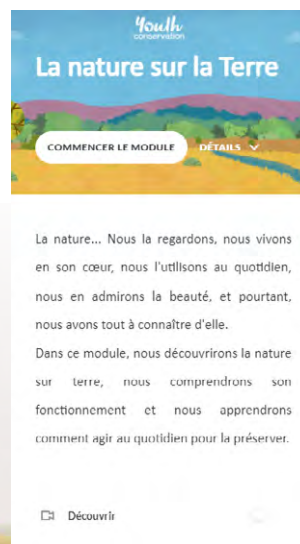 Youth
conservation
La nature sur la Terre
COMMENCER LE MODULE DÉTAILS
La nature... Nous la regardons, nous vivons
en son cœur, nous l'utilisons au quotidien,
nous en admirons la beauté, et pourtant,
nous avons tout à connaître d'elle.
Dans ce module, nous découvrirons la nature
sur terre, nous comprendrons son
fonctionnement et nous apprendrons
comment agir au quotidien pour la préserver.
Découvrir